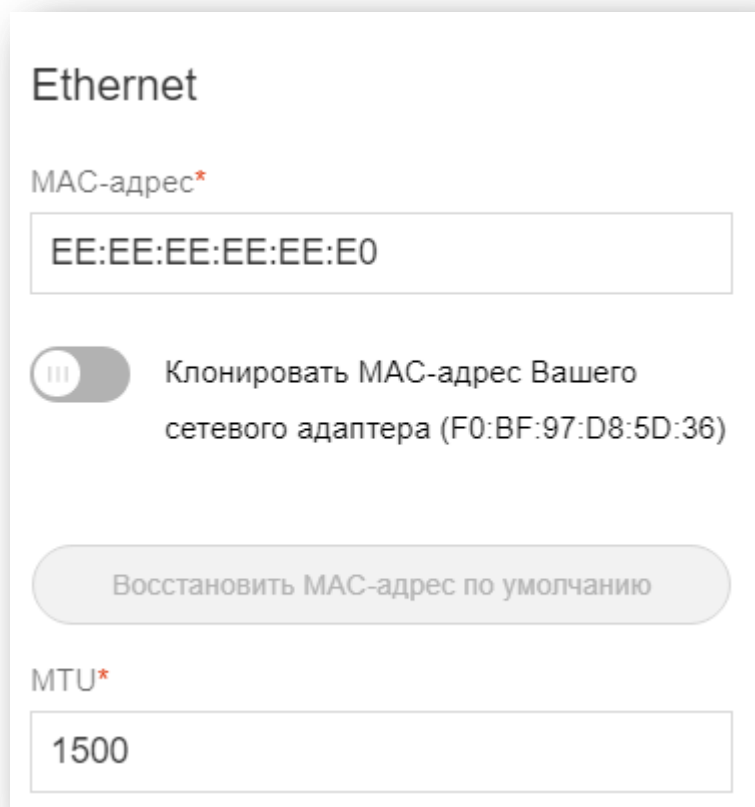 Ethernet
MAC-адрес*
EE:EE:EE:EE:EE:E0
Клонировать MAC-адрес Вашего
сетевого адаптера (F0:BF:97:D8:5D:36)
Восстановить MAC-адрес по умолчанию
MTU*
1500